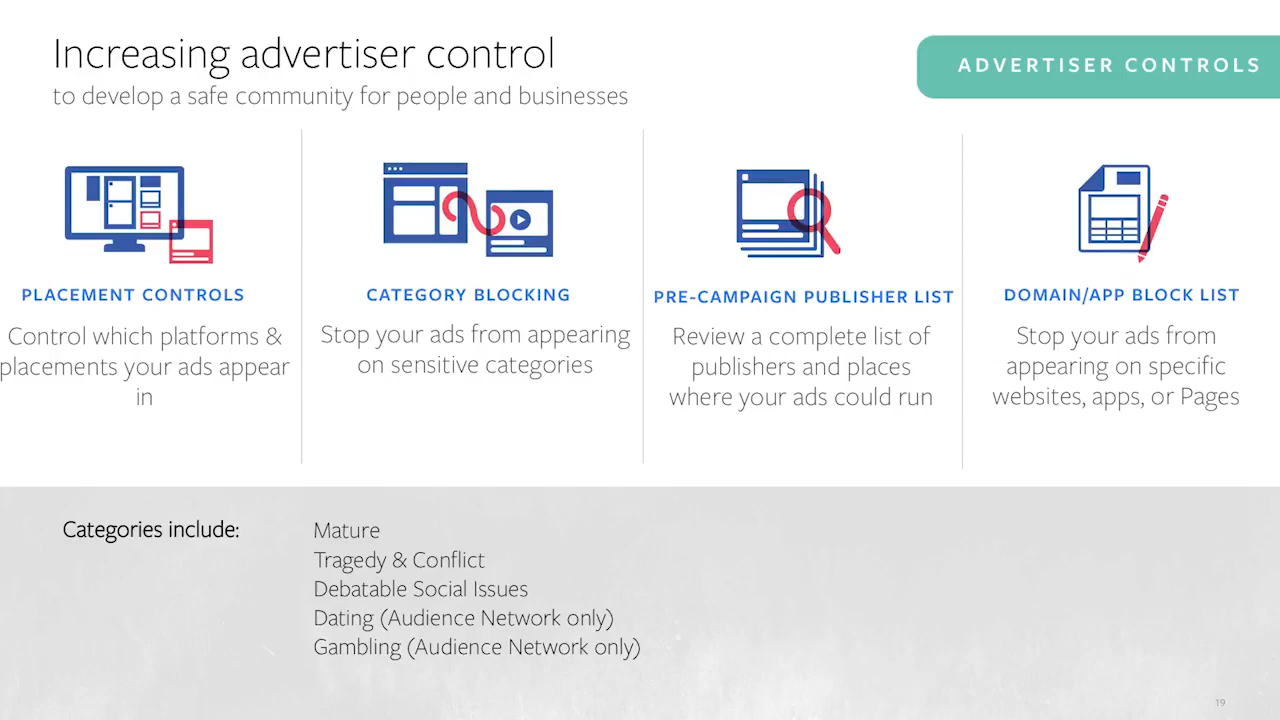 Increasing advertiser control
to develop a safe community for people and businesses
ADVERTISER CONTROLS
PLACEMENT CONTROLS
Control which platforms &
placements your ads appear
in
CATEGORY BLOCKING
Stop your ads from appearing
on sensitive categories
PRE-CAMPAIGN PUBLISHER LIST
Review a complete list of
publishers and places
where your ads could run
DOMAIN/APP BLOCK LIST
Stop your ads from
appearing on specific
websites, apps, or Pages
Categories include:
Mature
Tragedy & Conflict
Debatable Social Issues
Dating (Audience Network only)
Gambling (Audience Network only)
19